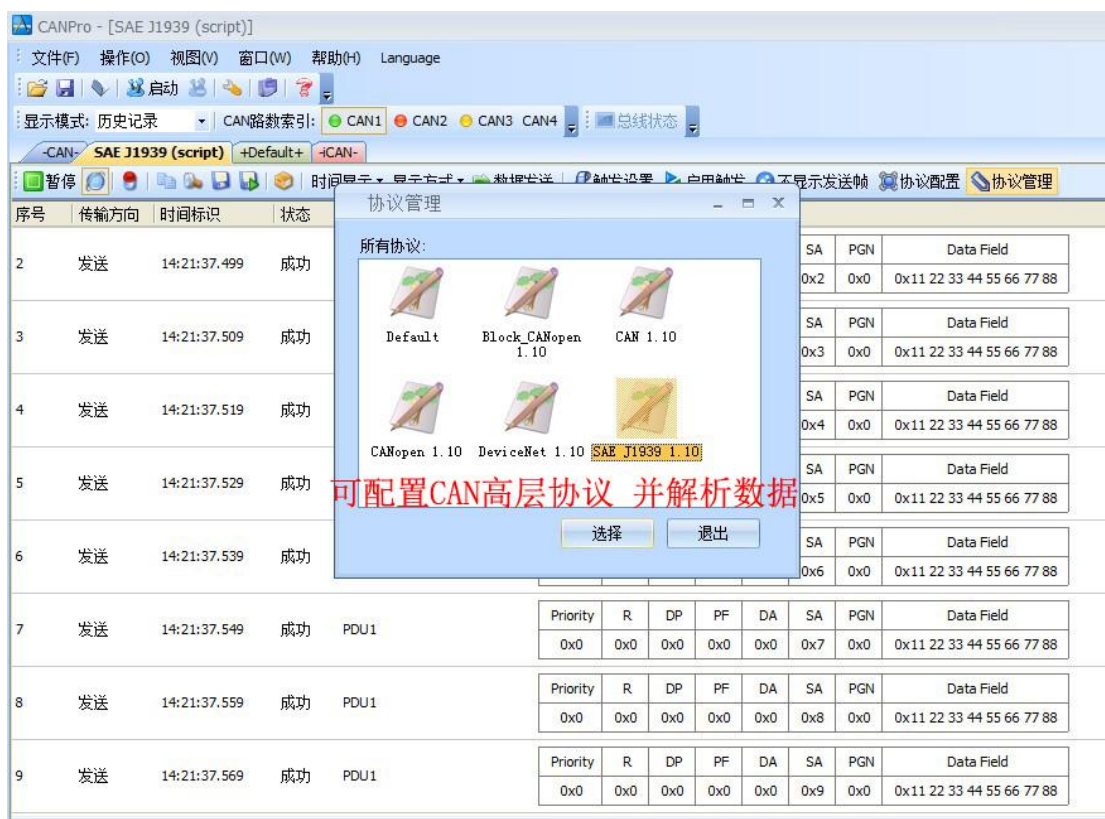 CANPro - [SAE J1939 (script)]
文件(F) 操作(O) 视图(V) 窗口(W) 帮助(H) Language
启动
显示模式: 历史记录 CAN路数索引: CAN1 CAN2 CAN3 CAN4 总线状态
-CAN- SAE J1939 (script) +Default+ -iCAN-
暂停 时间显示 显示方式 数据发送 触发设置 启用触发 不显示发送帧 协议配置 协议管理
序号 传输方向 时间标识 状态
协议管理
所有协议:
Default Block_CANopen 1.10 CAN 1.10
CANopen 1.10 DeviceNet 1.10 SAE J1939 1.10
可配置CAN高层协议 并解析数据
选择 退出
SA PGN Data Field
2 发送 14:21:37.499 成功
0x2 0x0 0x11 22 33 44 55 66 77 88
SA PGN Data Field
3 发送 14:21:37.509 成功
0x3 0x0 0x11 22 33 44 55 66 77 88
SA PGN Data Field
4 发送 14:21:37.519 成功
0x4 0x0 0x11 22 33 44 55 66 77 88
SA PGN Data Field
5 发送 14:21:37.529 成功
0x5 0x0 0x11 22 33 44 55 66 77 88
SA PGN Data Field
6 发送 14:21:37.539 成功
0x6 0x0 0x11 22 33 44 55 66 77 88
Priority R DP PF DA SA PGN Data Field
7 发送 14:21:37.549 成功 PDU1
0x0 0x0 0x0 0x0 0x0 0x7 0x0 0x11 22 33 44 55 66 77 88
Priority R DP PF DA SA PGN Data Field
8 发送 14:21:37.559 成功 PDU1
0x0 0x0 0x0 0x0 0x0 0x8 0x0 0x11 22 33 44 55 66 77 88
Priority R DP PF DA SA PGN Data Field
9 发送 14:21:37.569 成功 PDU1
0x0 0x0 0x0 0x0 0x0 0x9 0x0 0x11 22 33 44 55 66 77 88